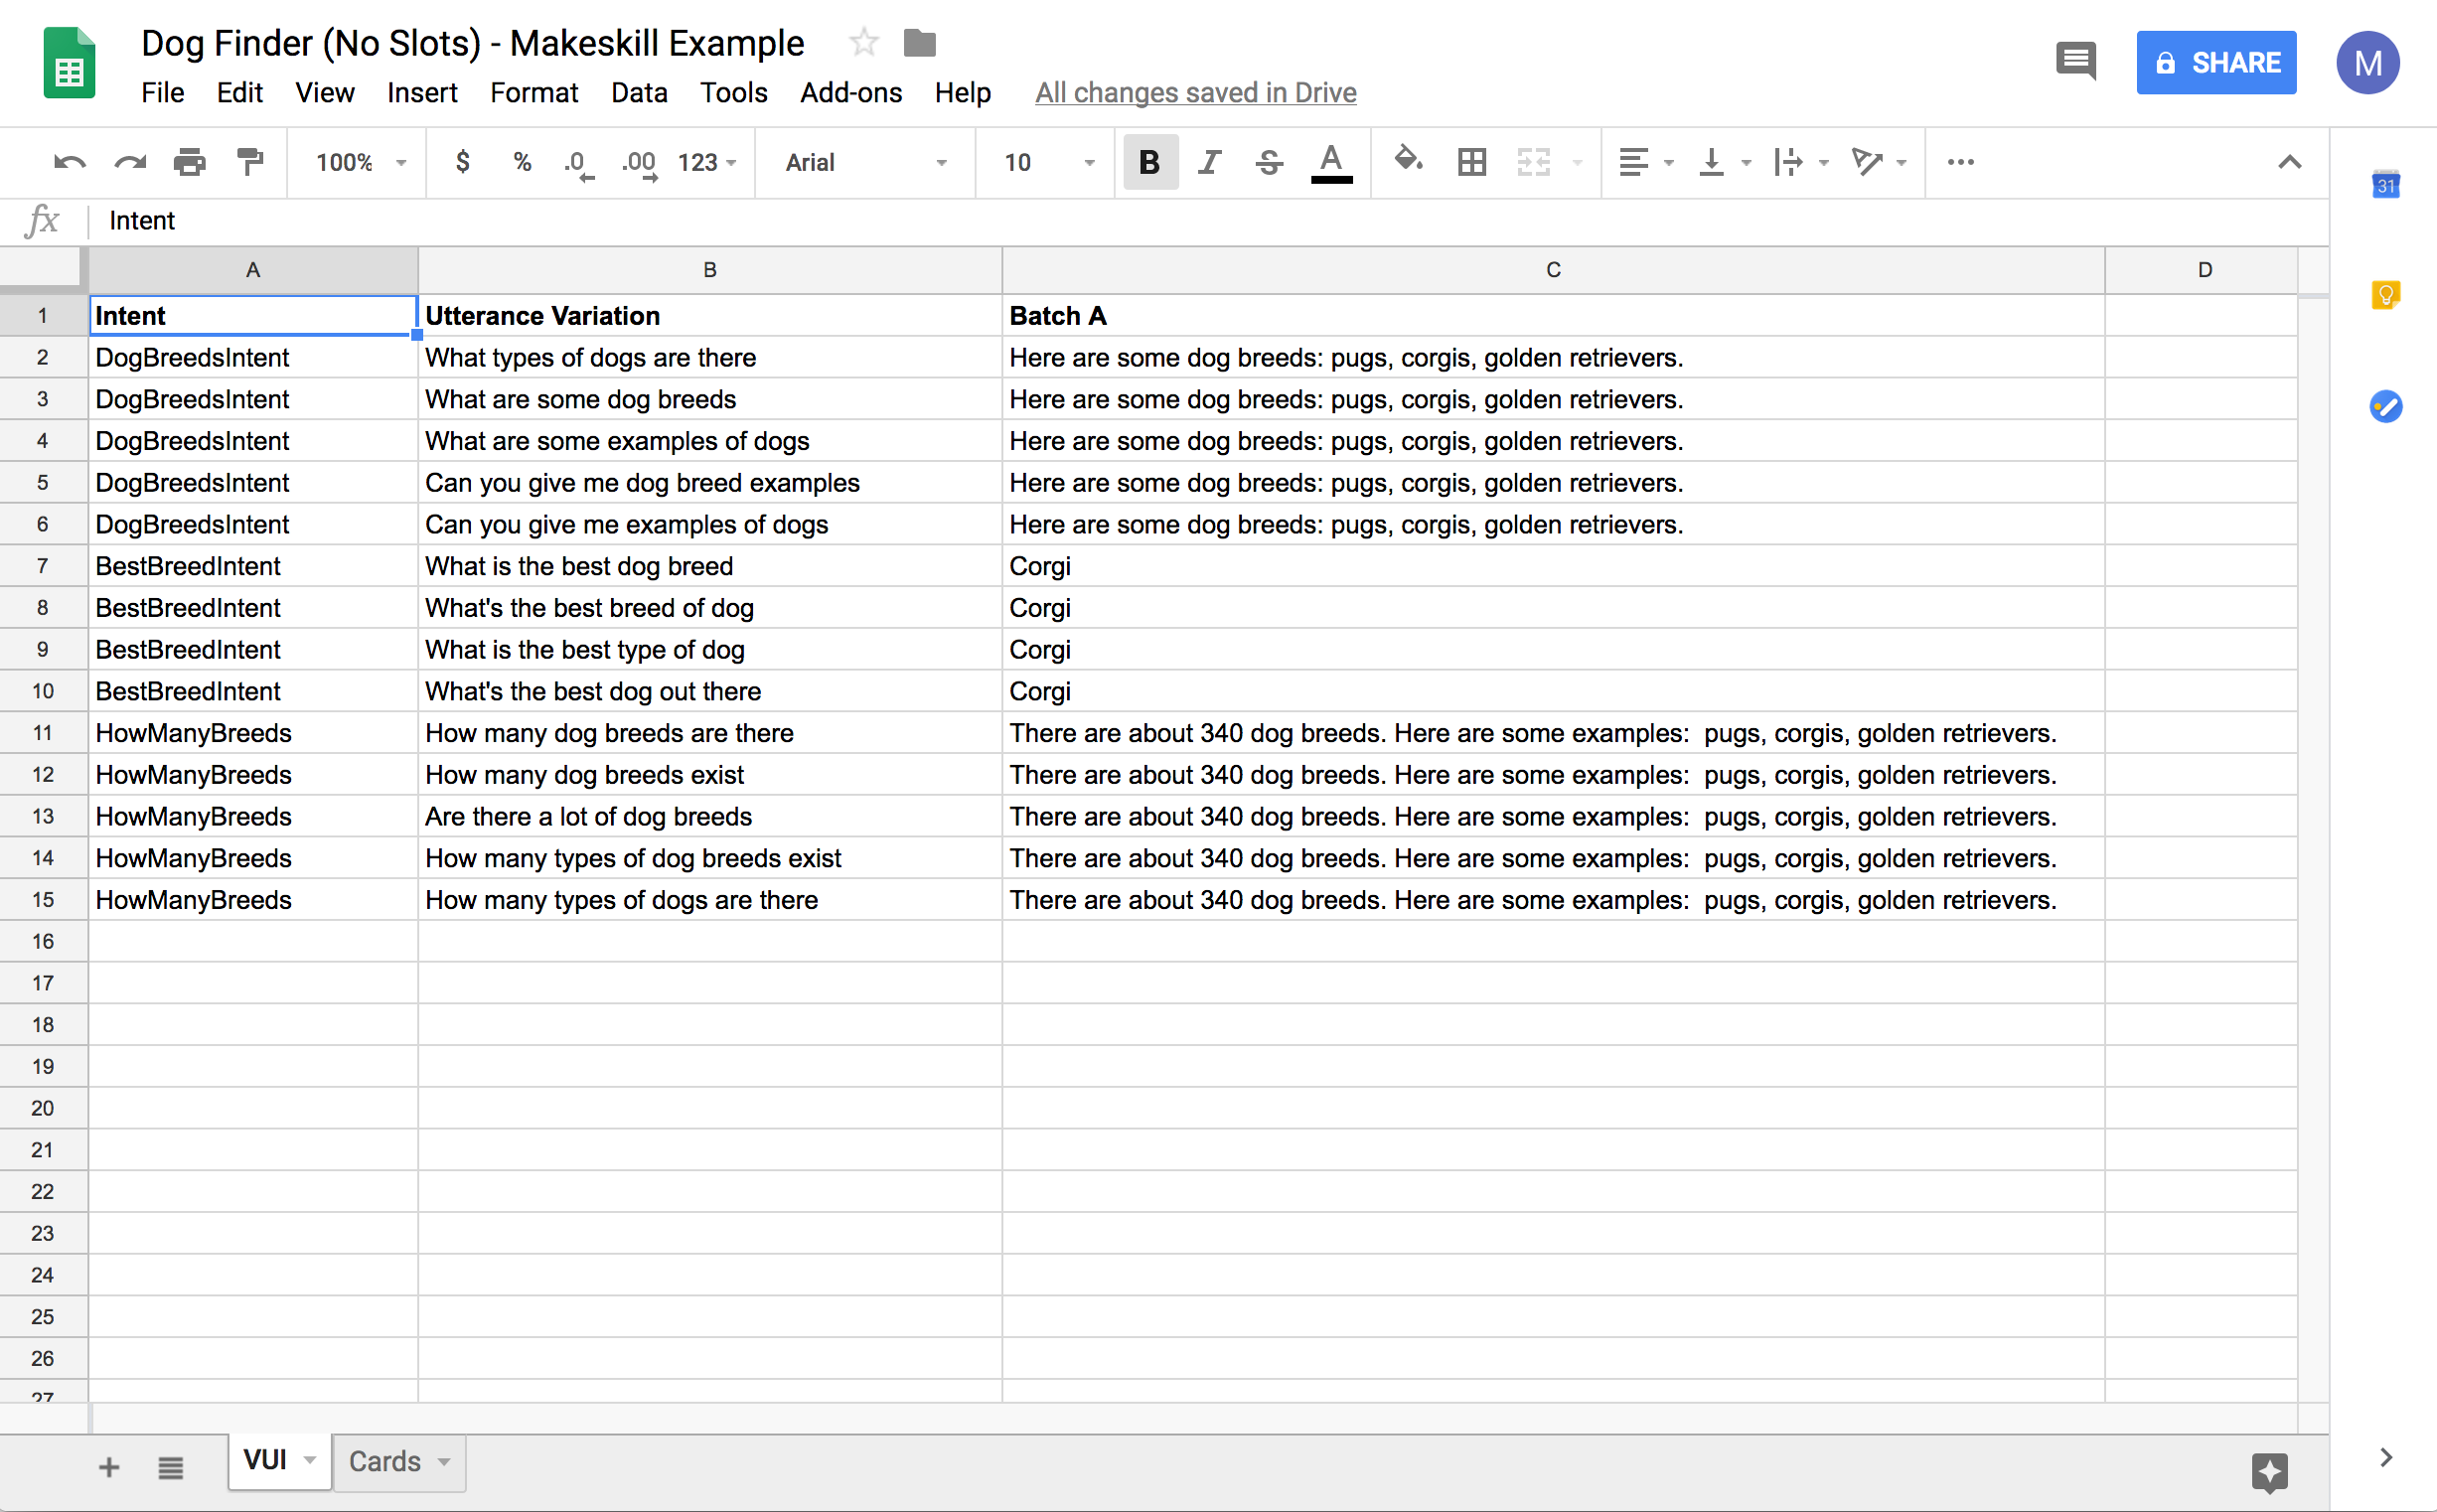 Dog Finder (No Slots) - Makeskill Example
File Edit View Insert Format Data Tools Add-ons Help All changes saved in Drive
SHARE
M
100% $ % .0 .00 123 Arial 10 B I S A
31
fx Intent
A B C D
1 Intent Utterance Variation Batch A
2 DogBreedsIntent What types of dogs are there Here are some dog breeds: pugs, corgis, golden retrievers.
3 DogBreedsIntent What are some dog breeds Here are some dog breeds: pugs, corgis, golden retrievers.
4 DogBreedsIntent What are some examples of dogs Here are some dog breeds: pugs, corgis, golden retrievers.
5 DogBreedsIntent Can you give me dog breed examples Here are some dog breeds: pugs, corgis, golden retrievers.
6 DogBreedsIntent Can you give me examples of dogs Here are some dog breeds: pugs, corgis, golden retrievers.
7 BestBreedIntent What is the best dog breed Corgi
8 BestBreedIntent What's the best breed of dog Corgi
9 BestBreedIntent What is the best type of dog Corgi
10 BestBreedIntent What's the best dog out there Corgi
11 HowManyBreeds How many dog breeds are there There are about 340 dog breeds. Here are some examples:  pugs, corgis, golden retrievers.
12 HowManyBreeds How many dog breeds exist There are about 340 dog breeds. Here are some examples:  pugs, corgis, golden retrievers.
13 HowManyBreeds Are there a lot of dog breeds There are about 340 dog breeds. Here are some examples:  pugs, corgis, golden retrievers.
14 HowManyBreeds How many types of dog breeds exist There are about 340 dog breeds. Here are some examples:  pugs, corgis, golden retrievers.
15 HowManyBreeds How many types of dogs are there There are about 340 dog breeds. Here are some examples:  pugs, corgis, golden retrievers.
16
17
18
19
20
21
22
23
24
25
26
27
VUI Cards